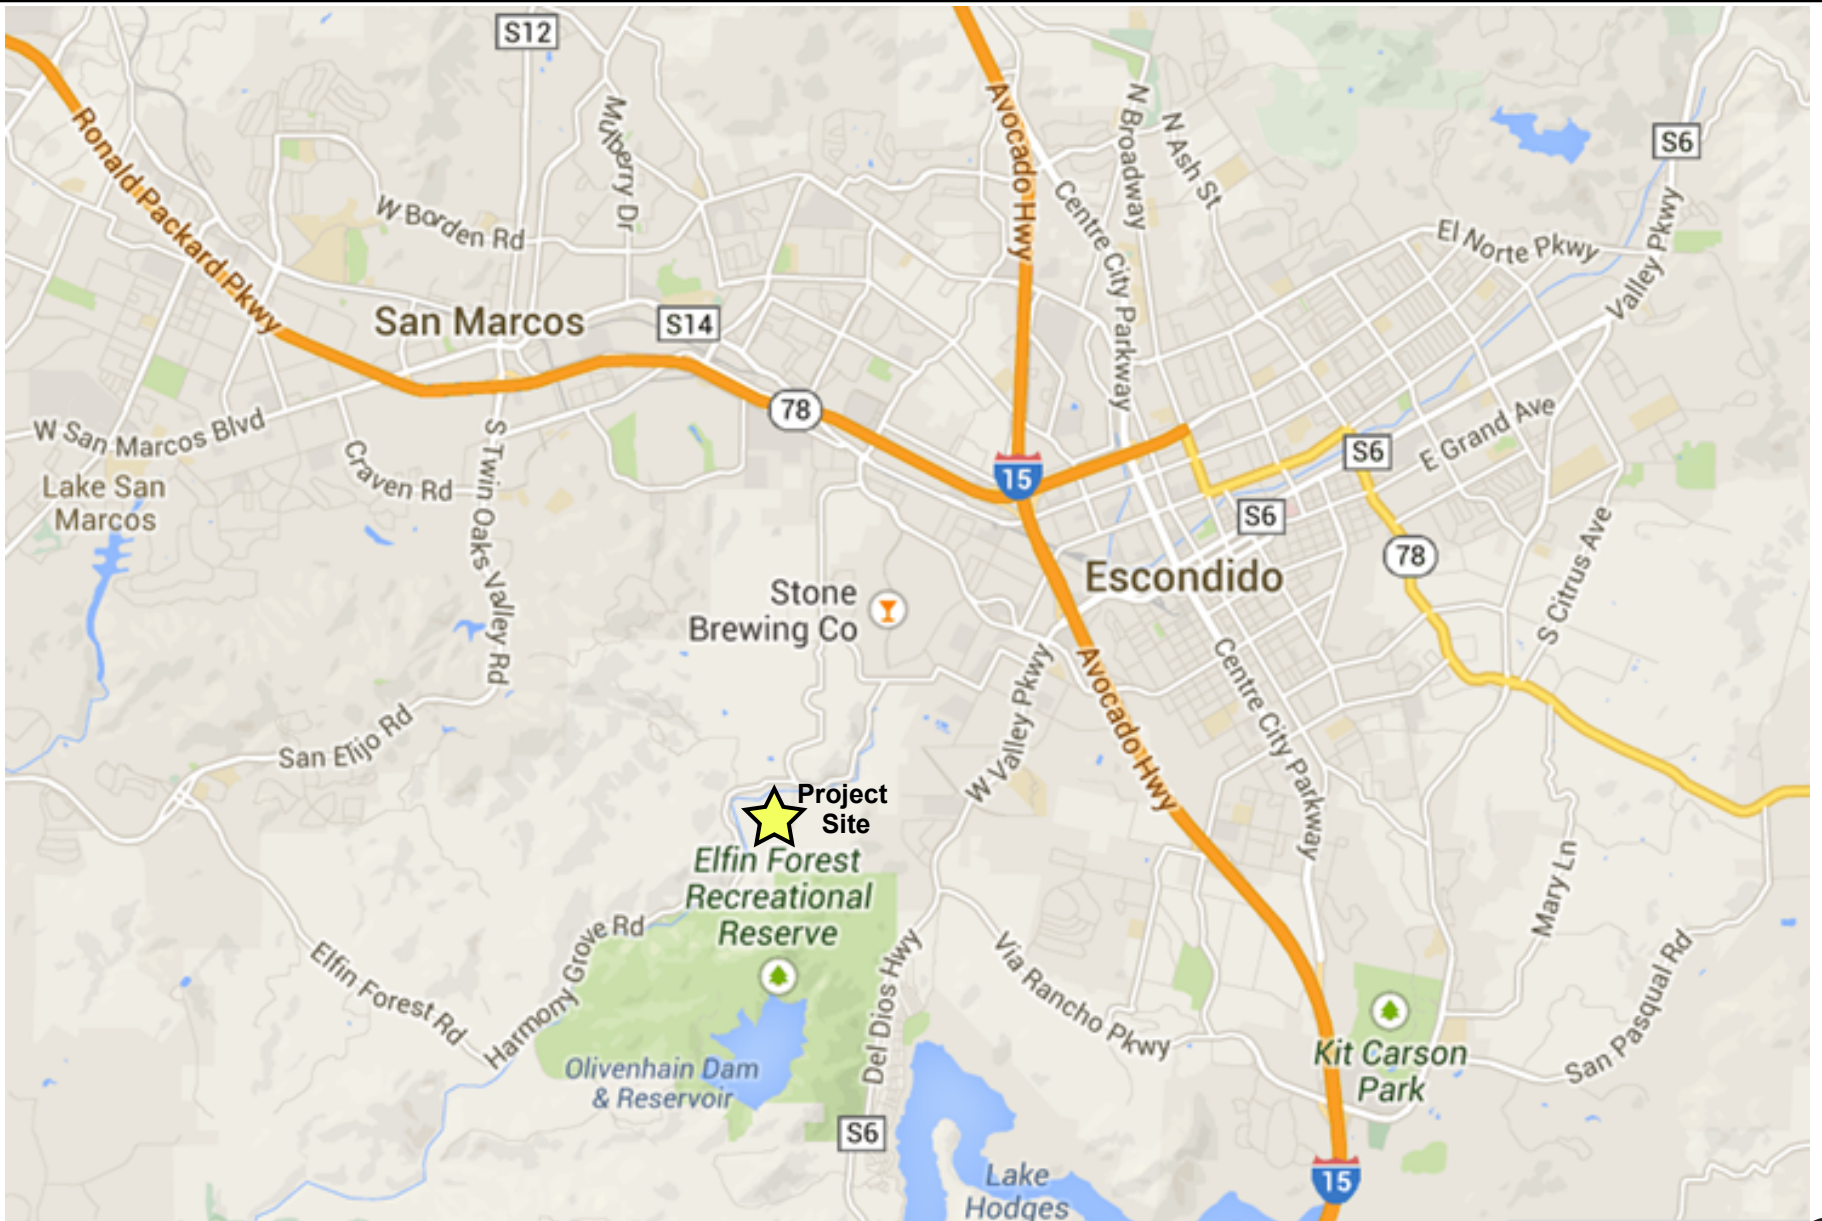 S12
Avocado Hwy
N Broadway
N Ash St
S6
Ronald Packard Pkwy
Mulberry Dr
W Borden Rd
Centre City Parkway
El Norte Pkwy
Valley Pkwy
San Marcos
S14
78
W San Marcos Blvd
Craven Rd
S Twin Oaks Valley Rd
15
S6
E Grand Ave
Lake San
Marcos
S6
78
Escondido
S Citrus Ave
Stone
Brewing Co
San Elijo Rd
W Valley Pkwy
Avocado Hwy
Centre City Parkway
Project
Site
Elfin Forest
Recreational
Reserve
Mary Ln
Elfin Forest Rd
Harmony Grove Rd
Del Dios Hwy
Via Rancho Pkwy
San Pasqual Rd
Kit Carson
Park
Olivenhain Dam
& Reservoir
S6
Lake
Hodges
15